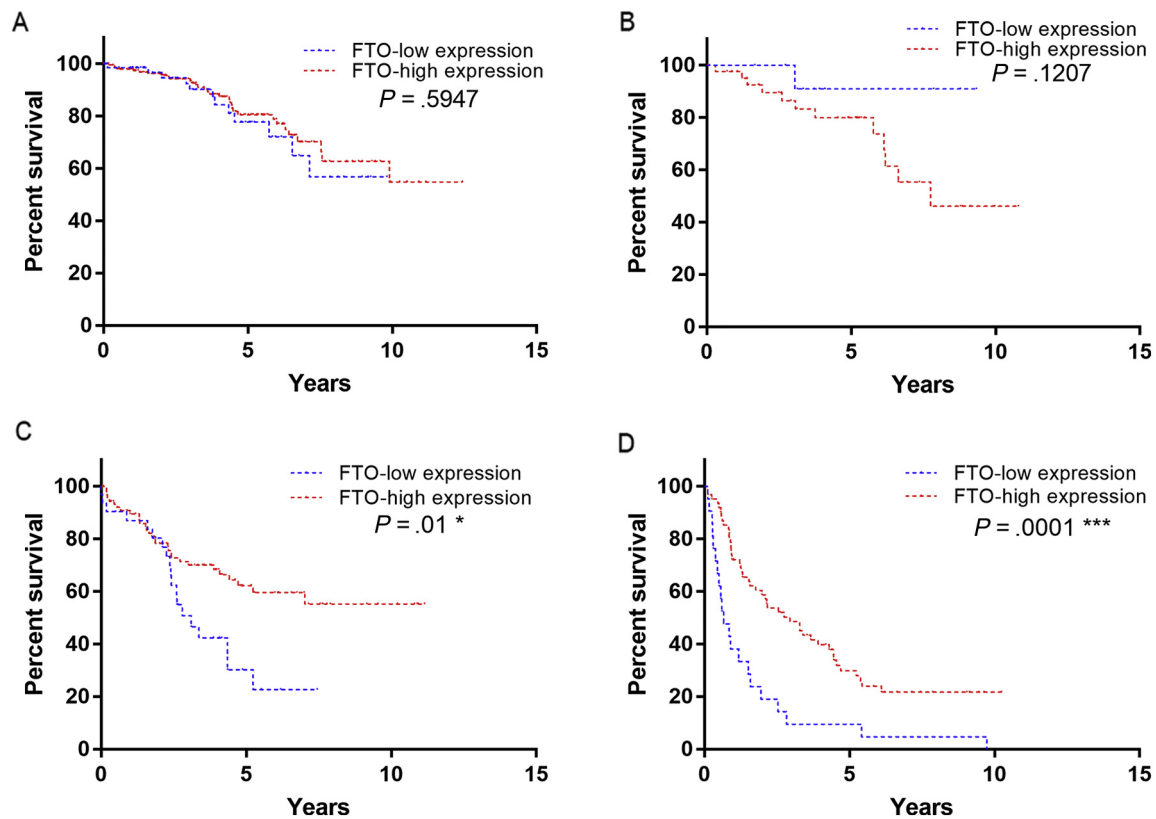 A
FTO-low expression
FTO-high expression
P = .5947
100
80
60
40
20
0
Percent survival
0 5 10 15
Years
B
FTO-low expression
FTO-high expression
P = .1207
100
80
60
40
20
0
Percent survival
0 5 10 15
Years
C
FTO-low expression
FTO-high expression
P = .01 *
100
80
60
40
20
0
Percent survival
0 5 10 15
Years
D
FTO-low expression
FTO-high expression
P = .0001 ***
100
80
60
40
20
0
Percent survival
0 5 10 15
Years